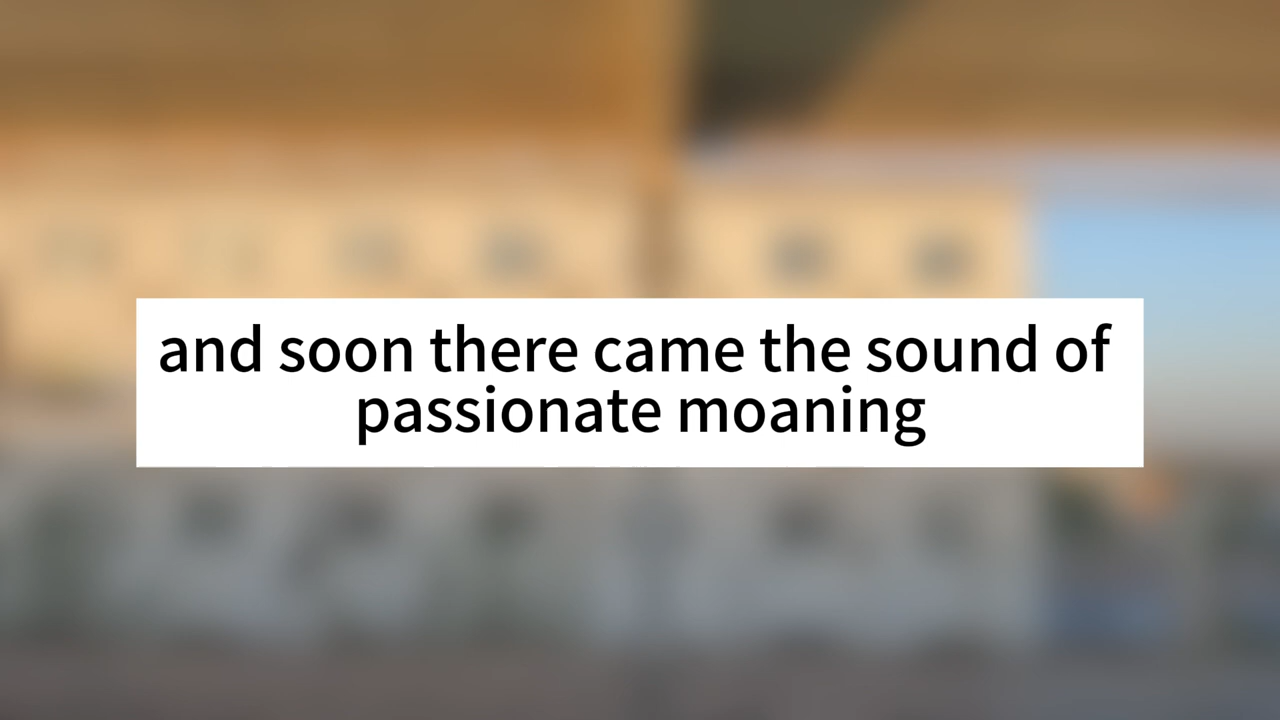 and soon there came the sound of
passionate moaning